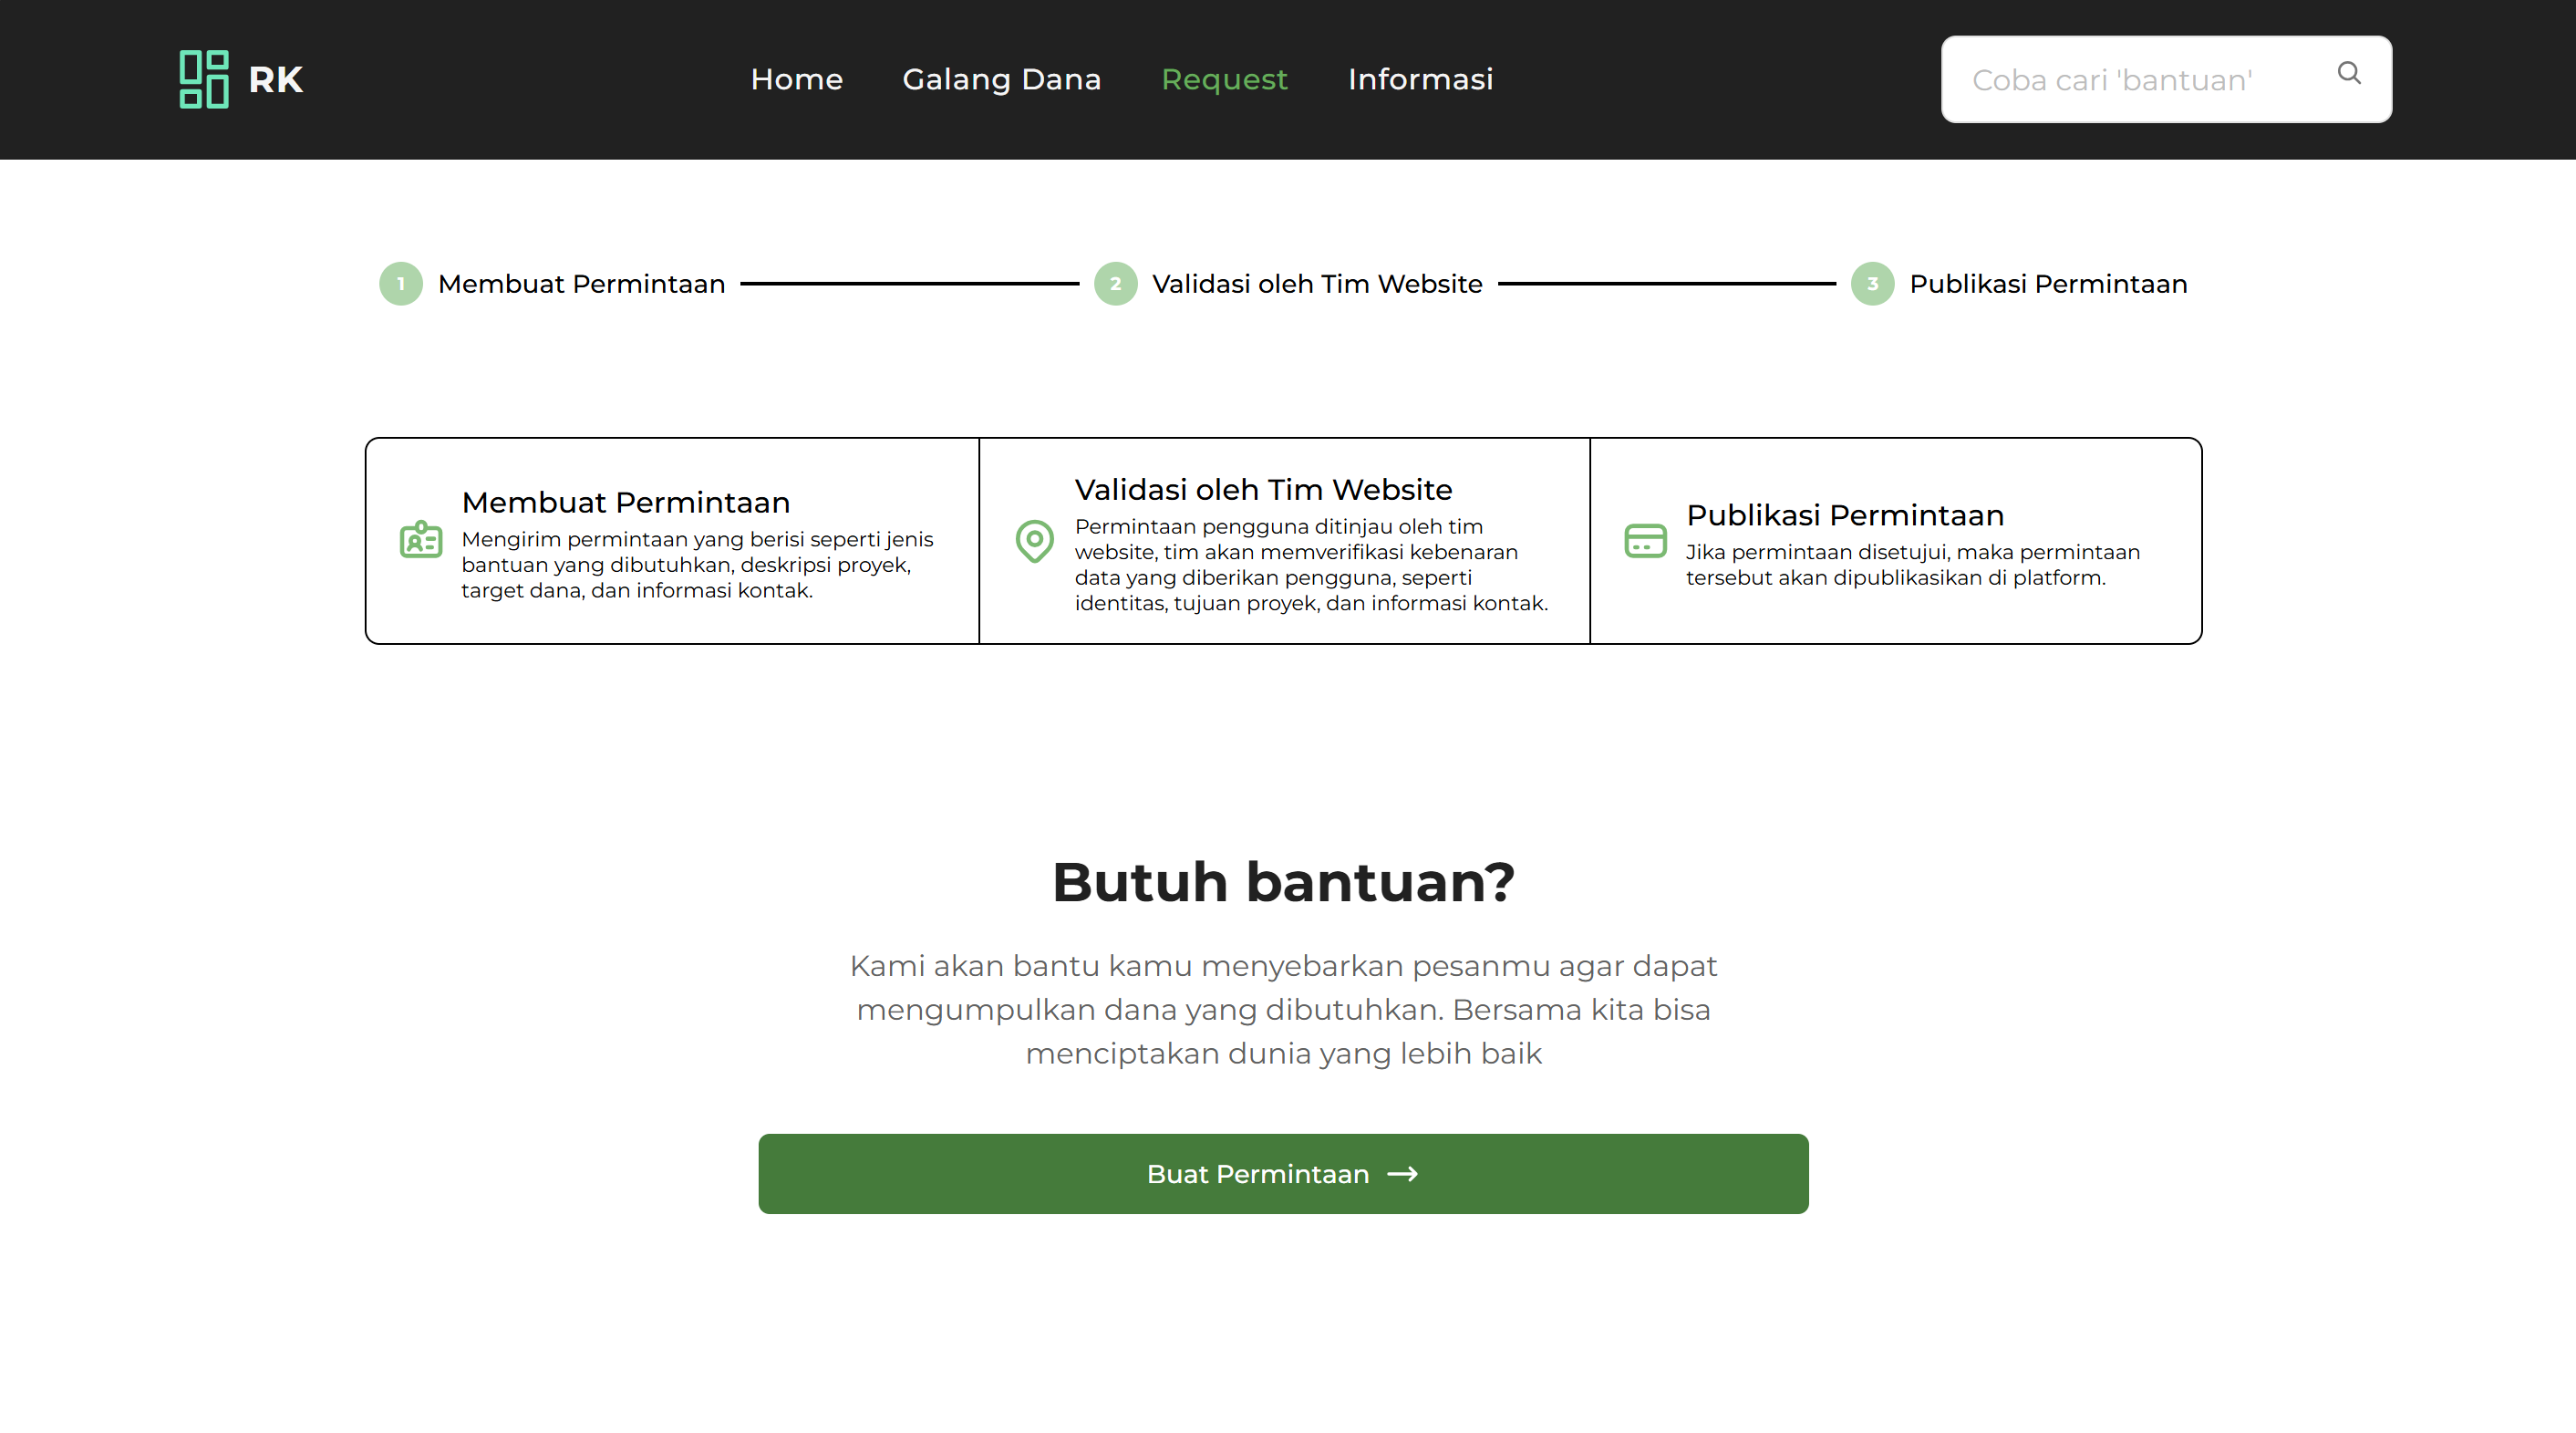 RK
Home
Galang Dana
Request
Informasi
Coba cari 'bantuan'
1 Membuat Permintaan
2 Validasi oleh Tim Website
3 Publikasi Permintaan
Membuat Permintaan
Mengirim permintaan yang berisi seperti jenis
bantuan yang dibutuhkan, deskripsi proyek,
target dana, dan informasi kontak.
Validasi oleh Tim Website
Permintaan pengguna ditinjau oleh tim
website, tim akan memverifikasi kebenaran
data yang diberikan pengguna, seperti
identitas, tujuan proyek, dan informasi kontak.
Publikasi Permintaan
Jika permintaan disetujui, maka permintaan
tersebut akan dipublikasikan di platform.
Butuh bantuan?
Kami akan bantu kamu menyebarkan pesanmu agar dapat
mengumpulkan dana yang dibutuhkan. Bersama kita bisa
menciptakan dunia yang lebih baik
Buat Permintaan